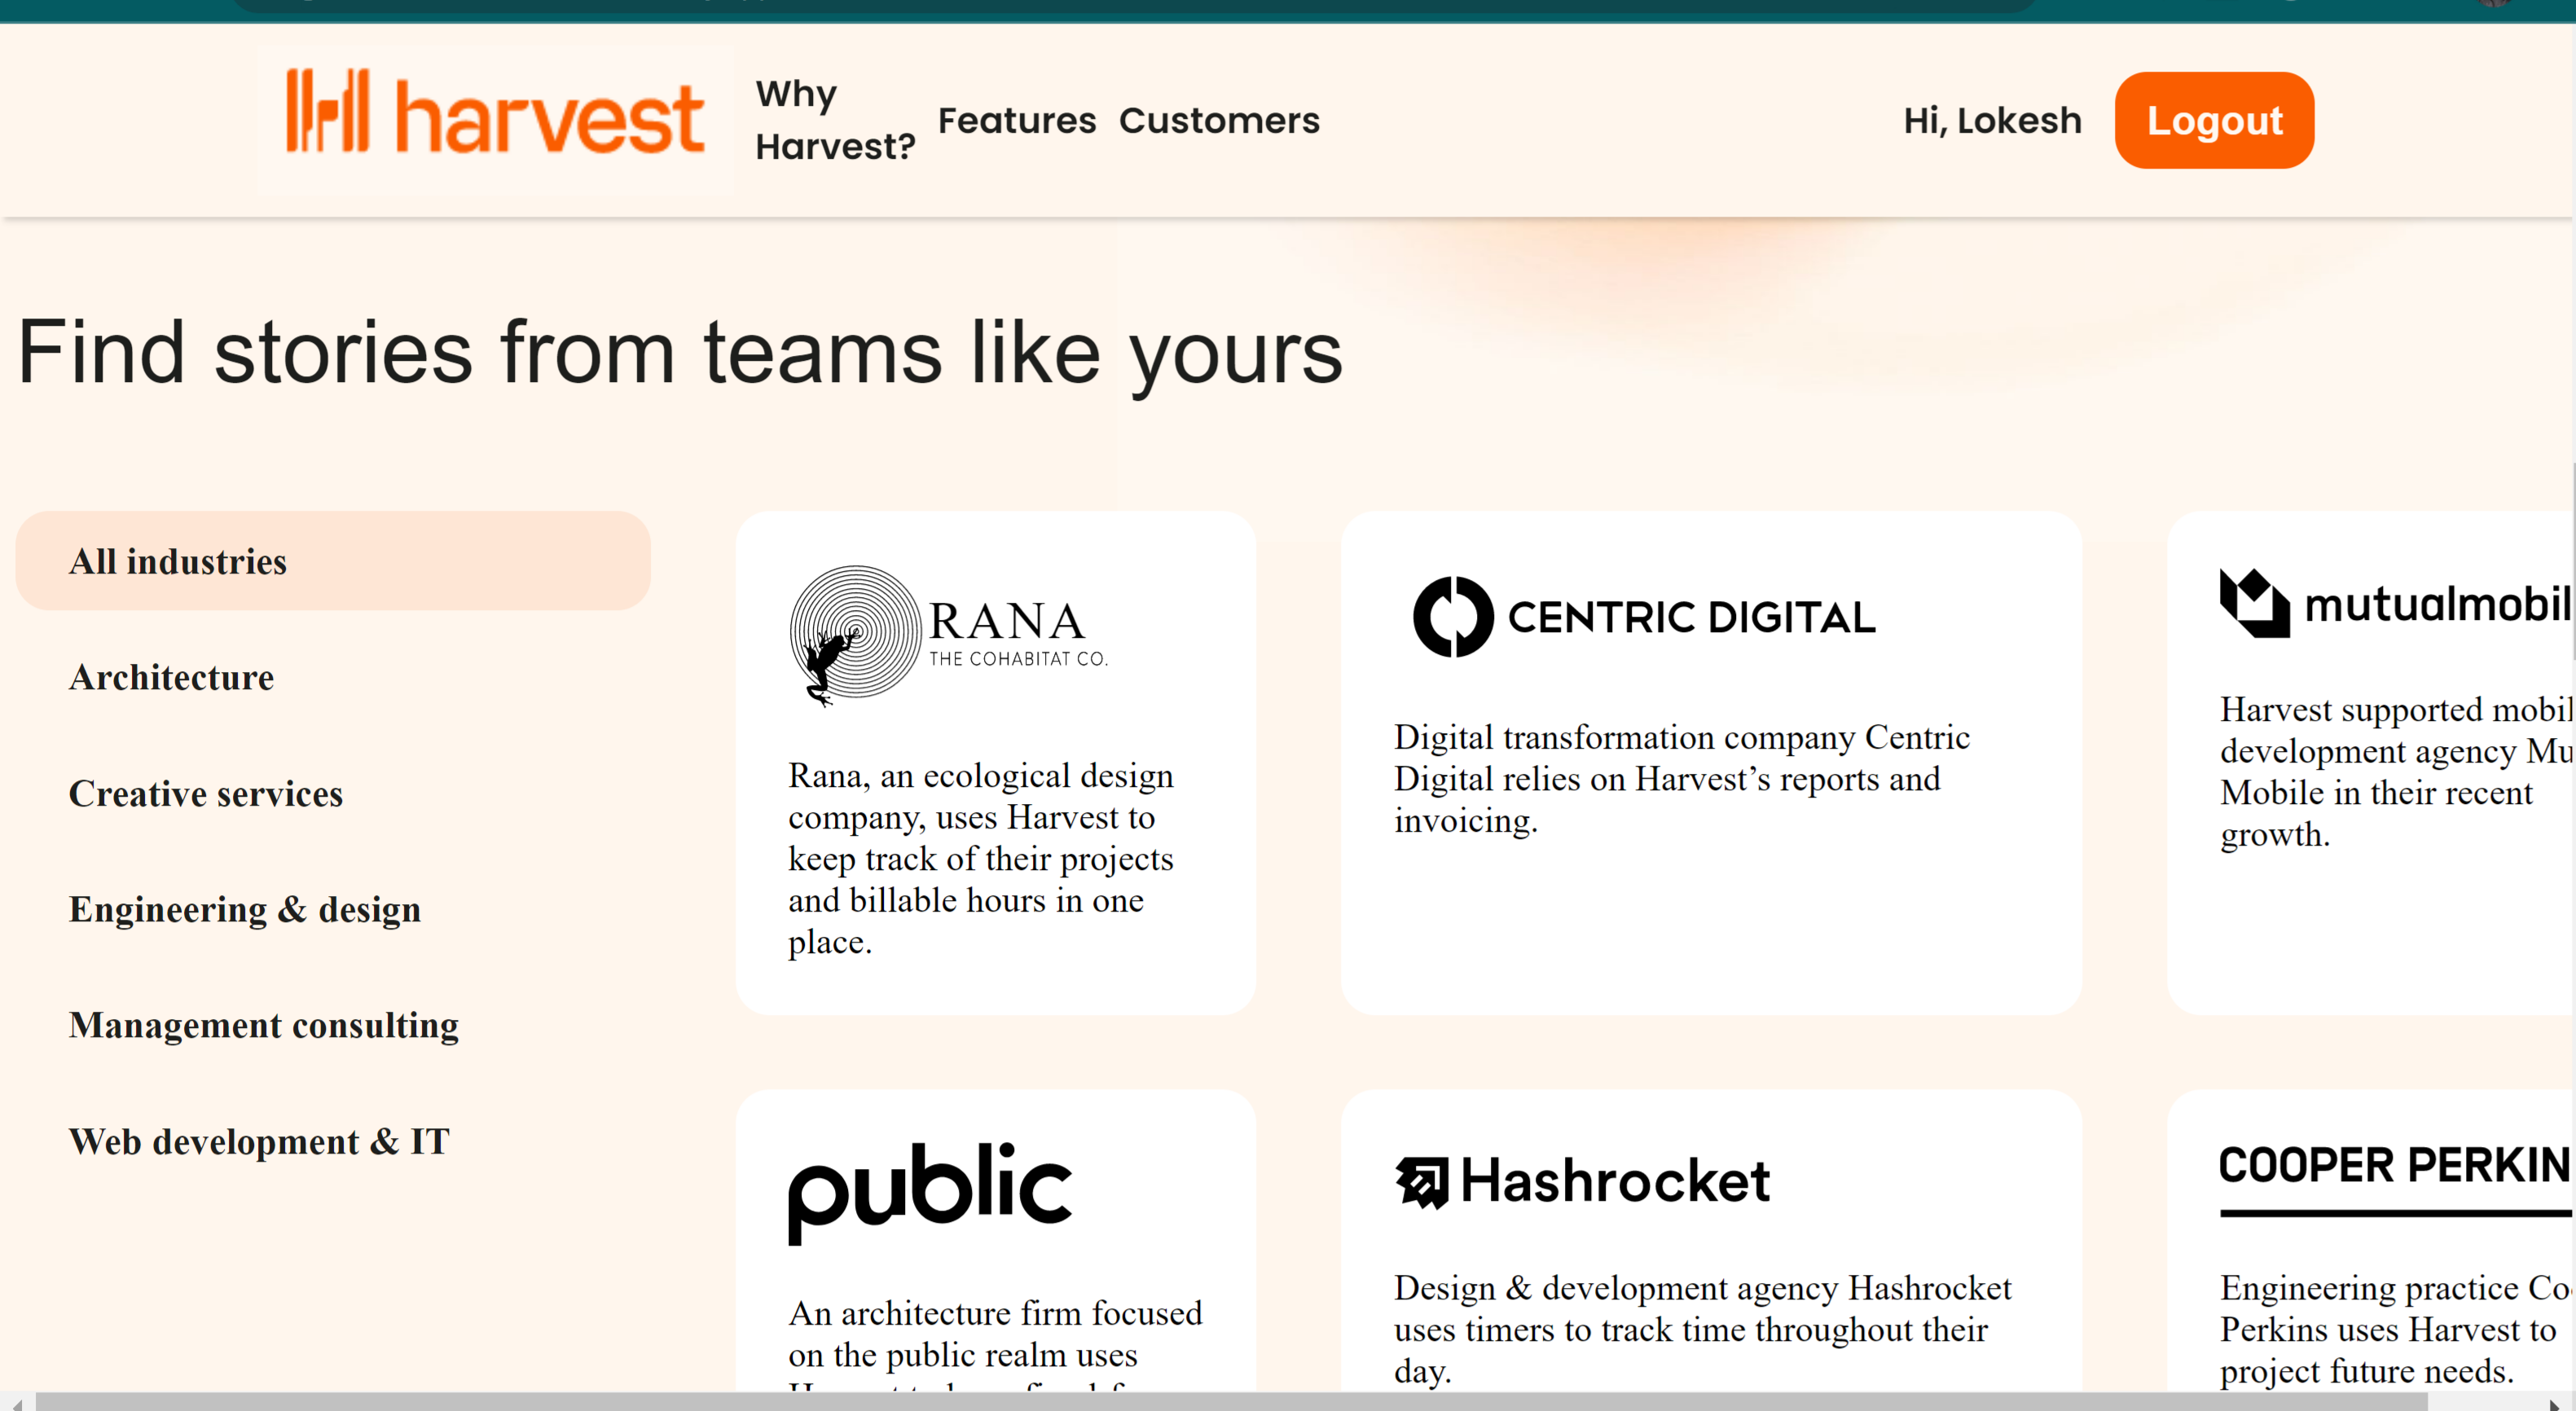 harvest
Why
Harvest?
Features
Customers
Hi, Lokesh
Logout
Find stories from teams like yours
All industries
Architecture
Creative services
Engineering & design
Management consulting
Web development & IT
RANA
THE COHABITAT CO.
Rana, an ecological design
company, uses Harvest to
keep track of their projects
and billable hours in one
place.
CENTRIC DIGITAL
Digital transformation company Centric
Digital relies on Harvest’s reports and
invoicing.
mutualmobil
Harvest supported mobil
development agency Mu
Mobile in their recent
growth.
public
An architecture firm focused
on the public realm uses
Hashrocket
Design & development agency Hashrocket
uses timers to track time throughout their
day.
COOPER PERKIN
Engineering practice Co
Perkins uses Harvest to
project future needs.